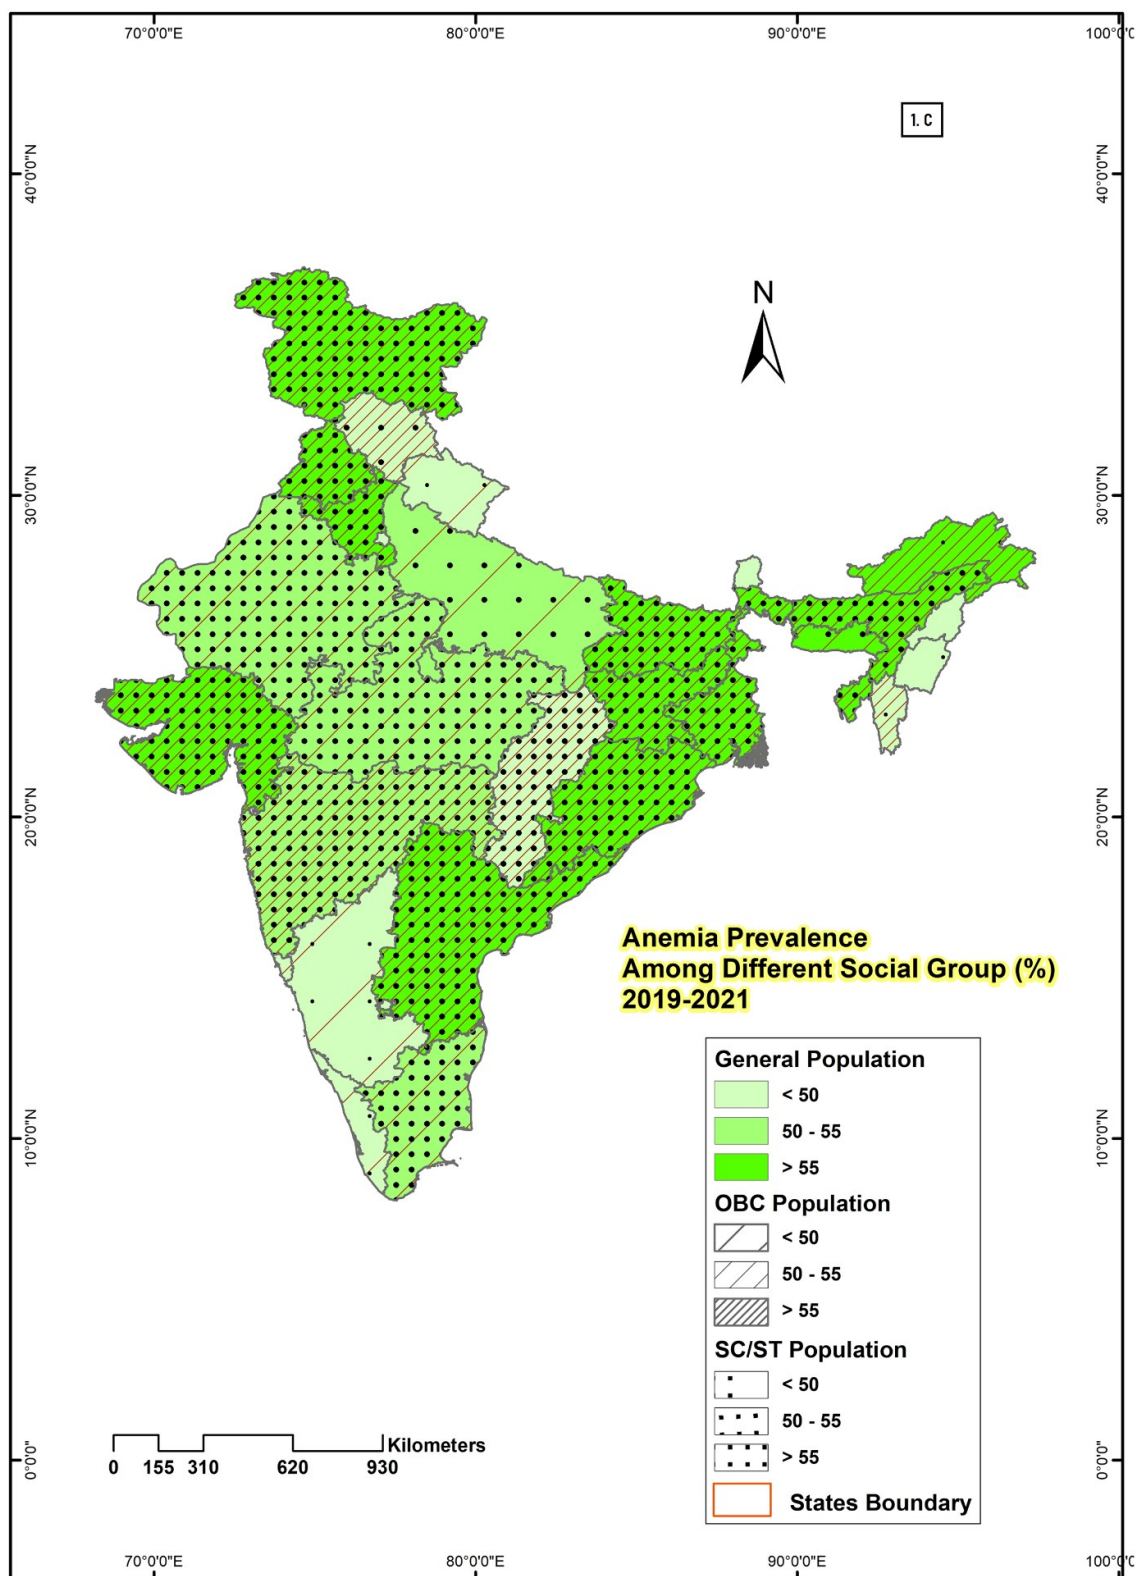 70°0'0"E 80°0'0"E 90°0'0"E 100°0'0
1. C
40°0'0"N 40°0'0"N
N
30°0'0"N 30°0'0"N
20°0'0"N 20°0'0"N
Anemia Prevalence
Among Different Social Group (%)
2019-2021
General Population
< 50
50 - 55
> 55
10°0'0"N 10°0'0"N
OBC Population
< 50
50 - 55
> 55
SC/ST Population
< 50
50 - 55
> 55
States Boundary
Kilometers
0 155 310 620 930
0°0'0" 0°0'0"
70°0'0"E 80°0'0"E 90°0'0"E 100°0'0